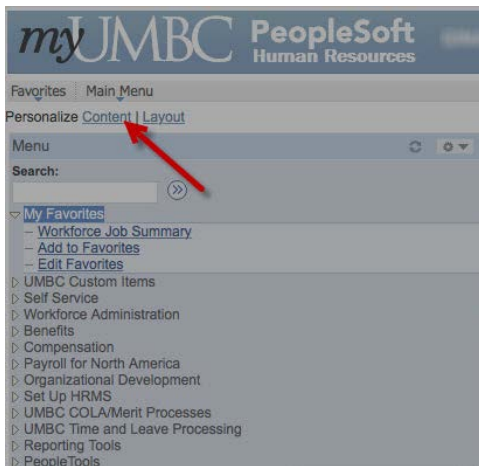 myUMBC PeopleSoft
Human Resources
Favorites Main Menu
Personalize Content | Layout
Menu
Search:
My Favorites
Workforce Job Summary
Add to Favorites
Edit Favorites
UMBC Custom Items
Self Service
Workforce Administration
Benefits
Compensation
Payroll for North America
Organizational Development
Set Up HRMS
UMBC COLA/Merit Processes
UMBC Time and Leave Processing
Reporting Tools
PeopleTools